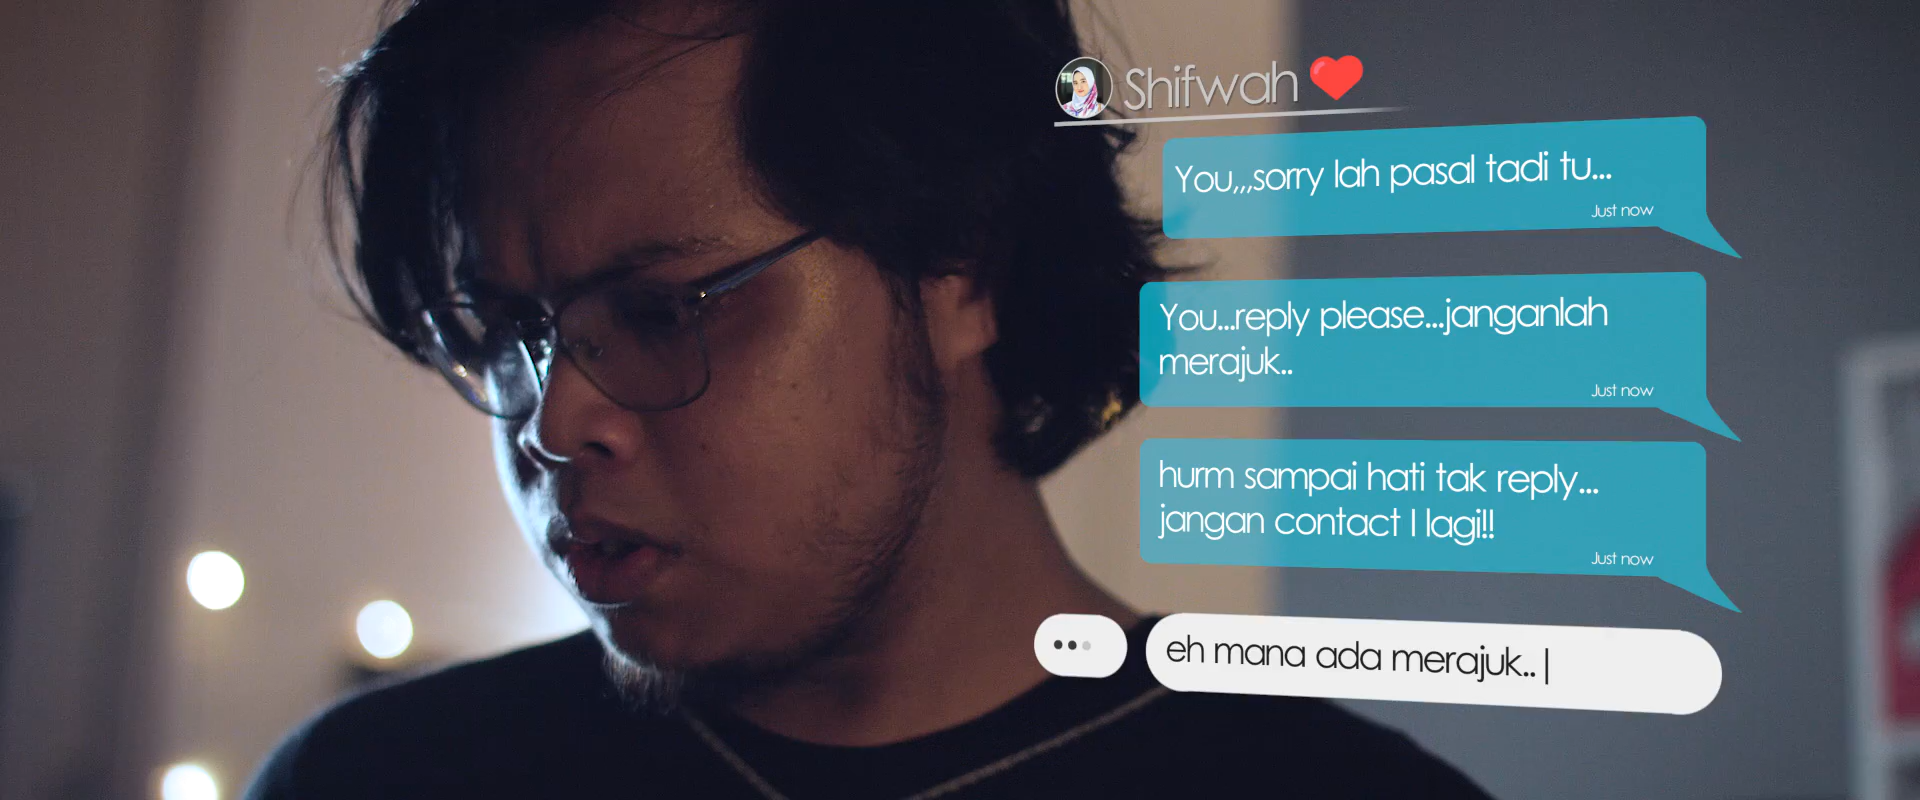 Shifwah ❤️
You,,,sorry lah pasal tadi tu...
Just now
You...reply please...janganlah
merajuk..
Just now
hurm sampai hati tak reply...
jangan contact I lagi!!
Just now
eh mana ada merajuk.. |